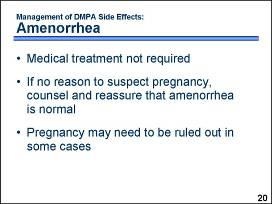 Management of DMPA Side Effects:
Amenorrhea
• Medical treatment not required
• If no reason to suspect pregnancy,
counsel and reassure that amenorrhea
is normal
• Pregnancy may need to be ruled out in
some cases
20